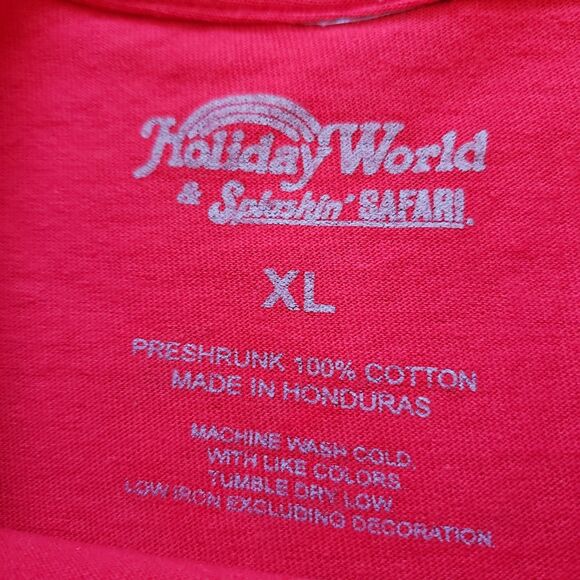 Holiday World
& Splashin' SAFARI.
XL
PRESHRUNK 100% COTTON
MADE IN HONDURAS
MACHINE WASH COLD.
WITH LIKE COLORS
TUMBLE DRY LOW
LOW IRON EXCLUDING DECORATION.